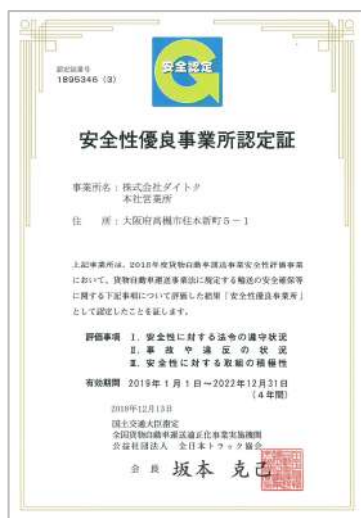 安全認定
認定証番号
1895346 (3)
安全性優良事業所認定証
事業所名：株式会社ダイトク
本社営業所
住　所：大阪府高槻市柱本新町５－１
上記事業所は、2018年度貨物自動車運送事業安全性評価事業
において、貨物自動車運送事業法に規定する輸送の安全確保等
に関する下記事項について評価した結果「安全性優良事業所」
として認定したことを証します。
評価事項　Ⅰ．安全性に対する法令の遵守状況
Ⅱ．事故や違反の状況
Ⅲ．安全性に対する取組の積極性
有効期間　2019年１月１日～2022年12月31日
（４年間）
2018年12月13日
国土交通大臣指定
全国貨物自動車運送適正化事業実施機関
公益社団法人　全日本トラック協会
会長　坂本　克己